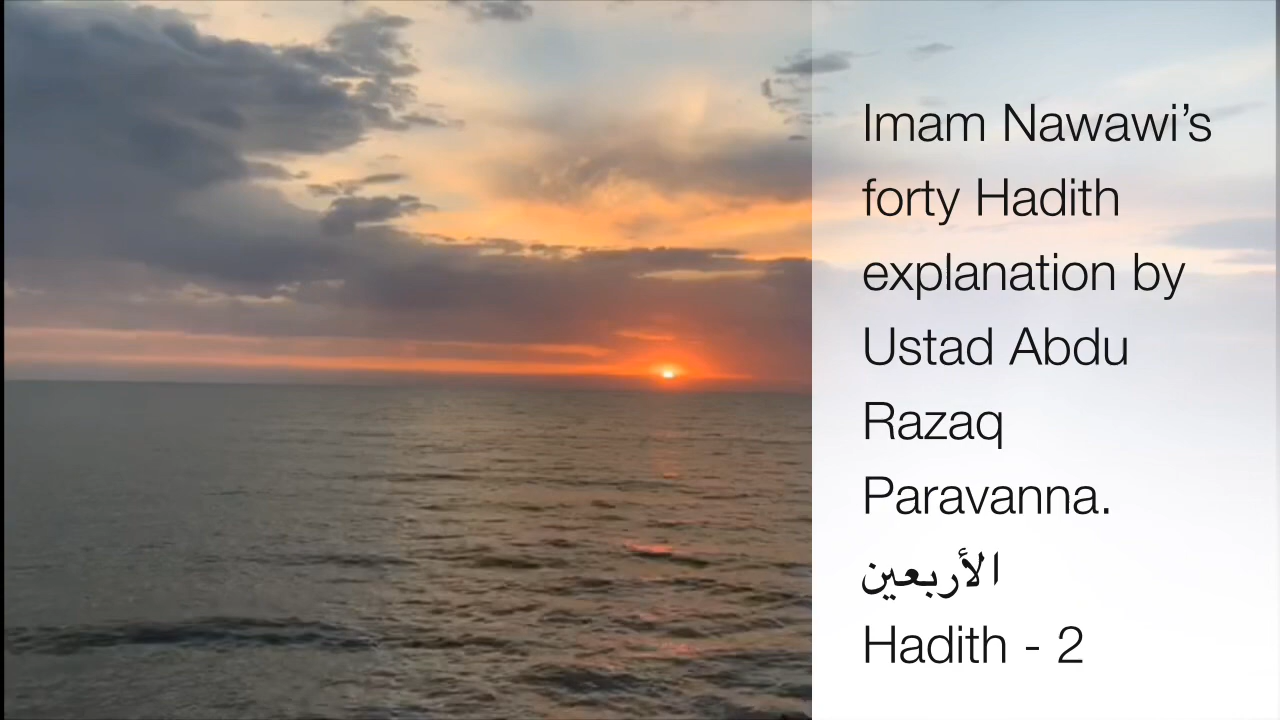 Imam Nawawi’s
forty Hadith
explanation by
Ustad Abdu
Razaq
Paravanna.
الأربعين
Hadith - 2